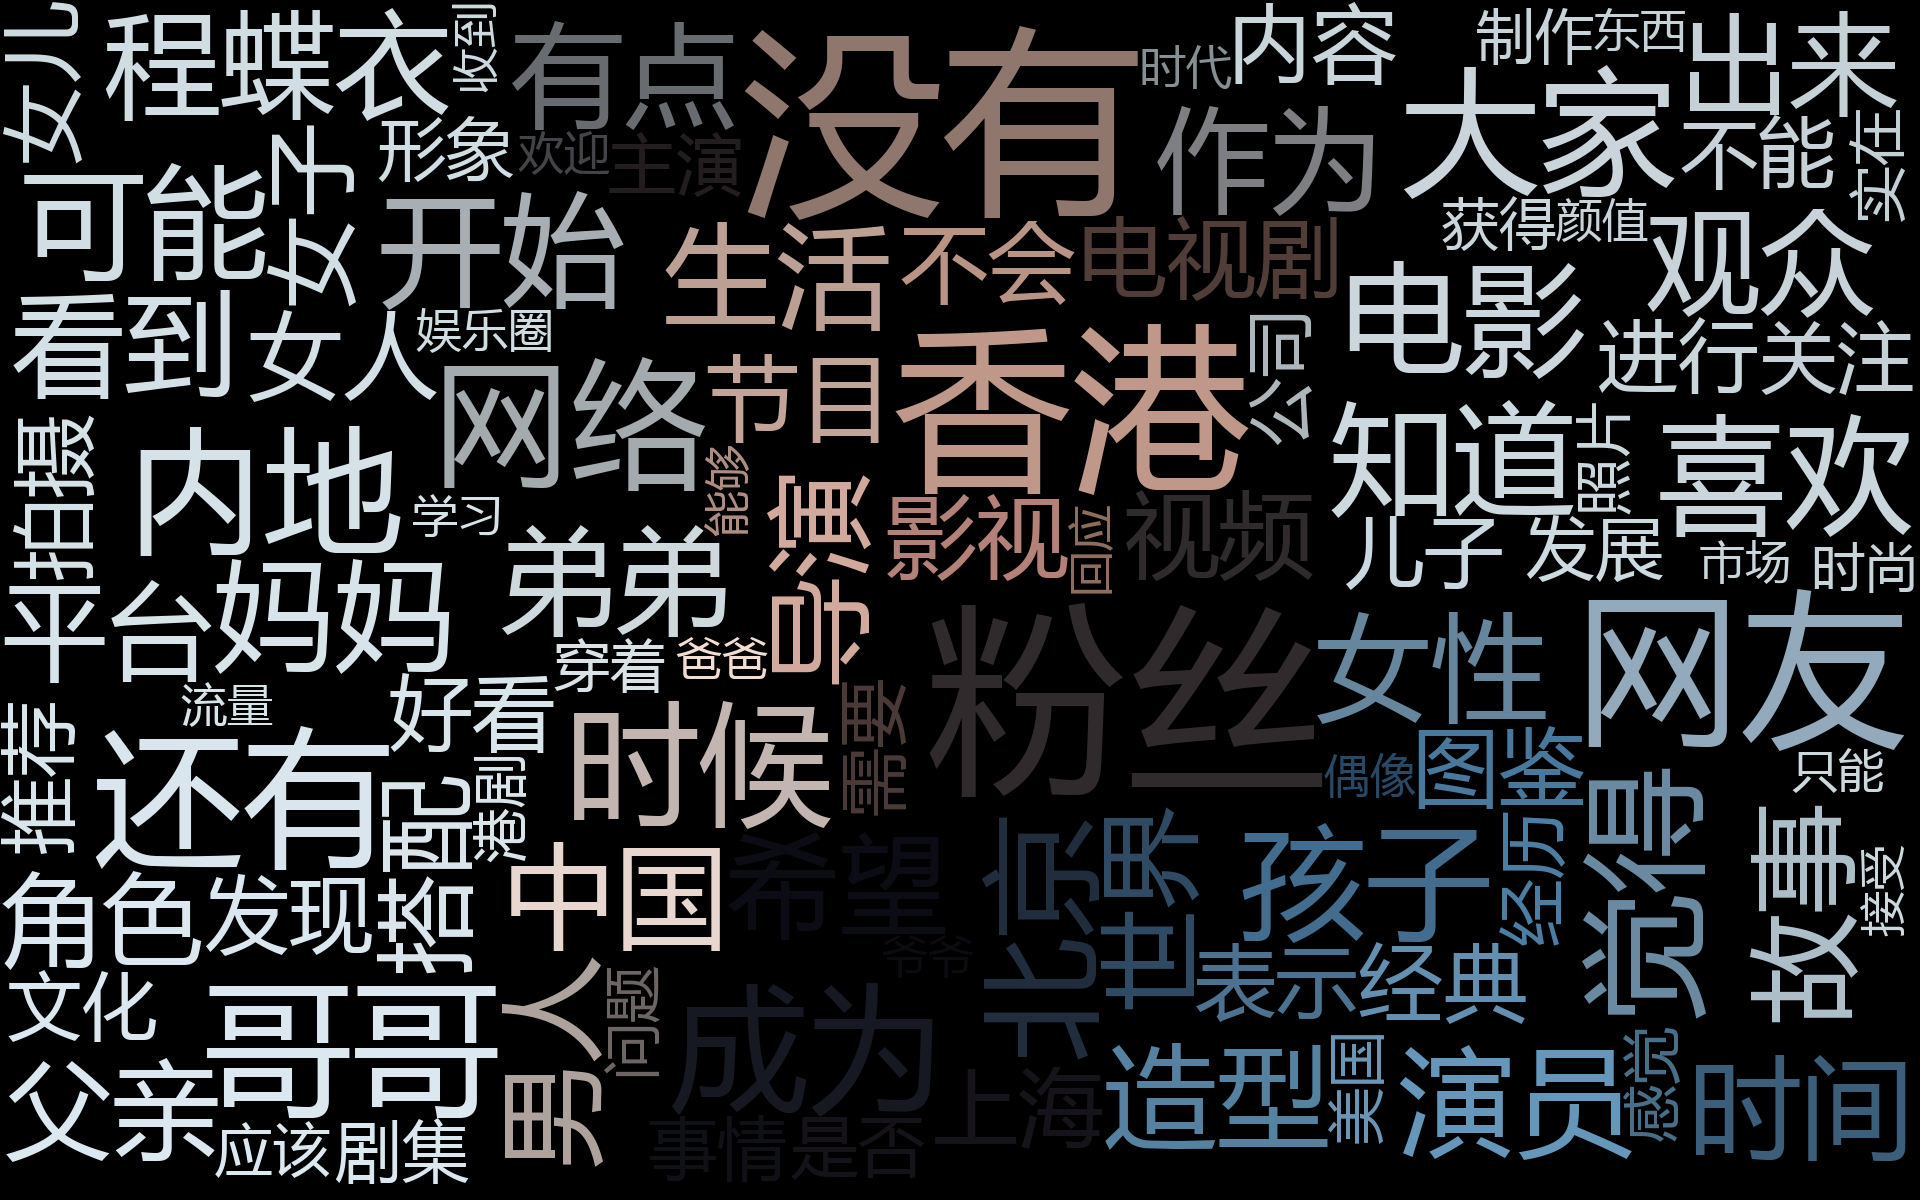 女儿
程蝶衣
收到
有点
没有
时代
内容
制作
东西
出来
形象
欢迎
主演
作为
大家
不能
实在
可能
女子
开始
生活
不会
电视剧
获得
颜值
观众
看到
女人
娱乐圈
网络
节目
香港
公司
电影
进行
关注
拍摄
内地
学习
能够
导演
影视
回应
视频
知道
照片
喜欢
儿子
发展
市场
时尚
平台
妈妈
弟弟
穿着
爸爸
粉丝
女性
网友
流量
推荐
还有
好看
港剧
搭配
时候
需要
偶像
图鉴
只能
角色
发现
中国
希望
爷爷
北京
世界
孩子
经历
觉得
故事
接受
文化
哥哥
男人
问题
成为
表示
经典
父亲
应该
剧集
事情
是否
上海
造型
美国
演员
感觉
时间